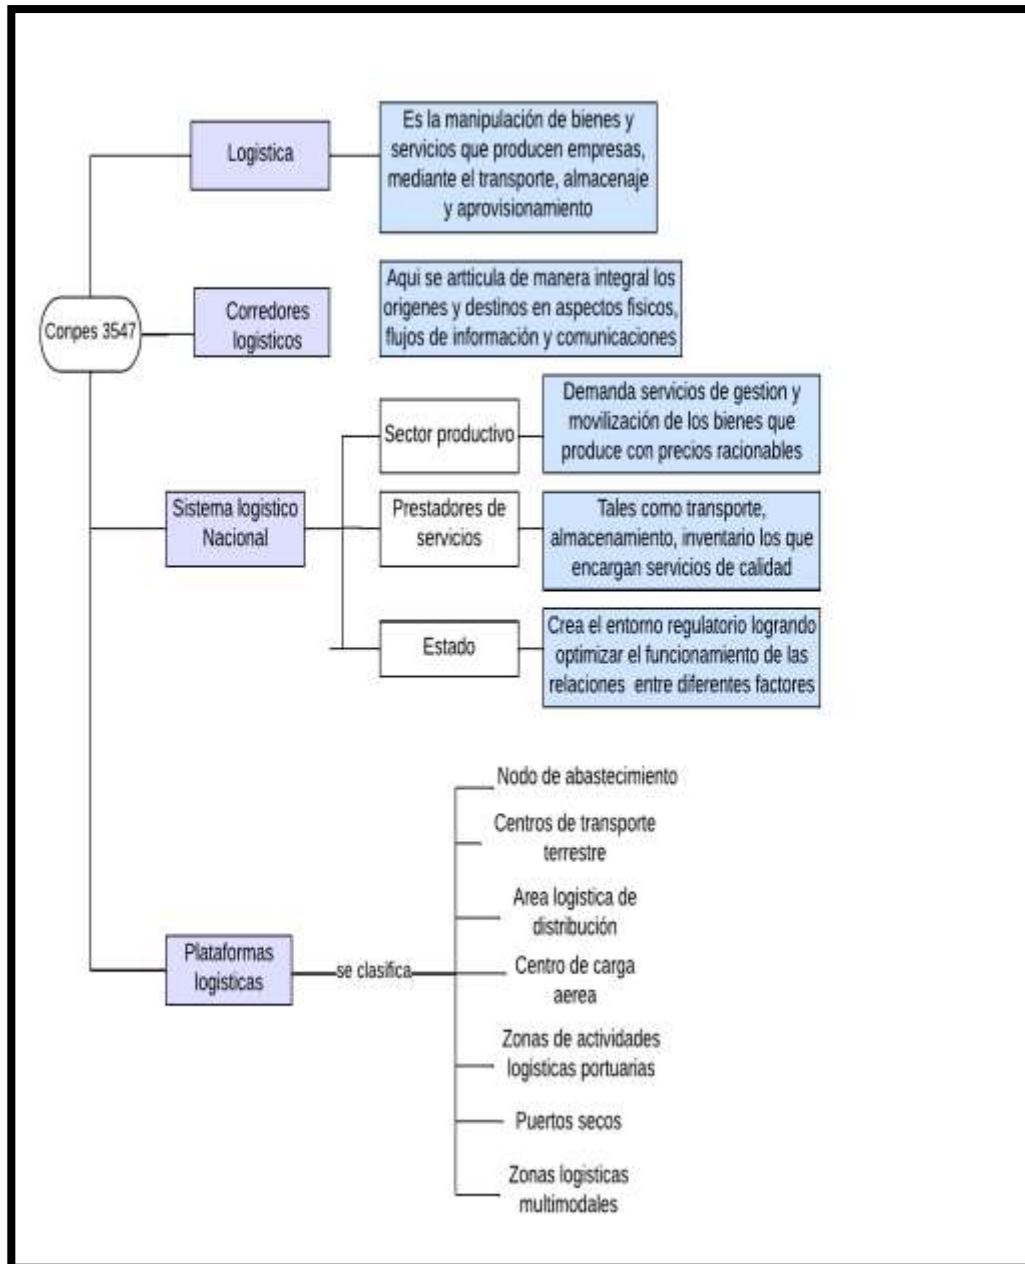 Logistica
Es la manipulación de bienes y
servicios que producen empresas,
mediante el transporte, almacenaje
y aprovisionamiento
Conpes 3547
Corredores
logisticos
Aqui se artticula de manera integral los
origenes y destinos en aspectos fisicos,
flujos de información y comunicaciones
Sistema logistico
Nacional
Sector productivo
Demanda servicios de gestion y
movilización de los bienes que
produce con precios racionables
Prestadores de
servicios
Tales como transporte,
almacenamiento, inventario los que
encargan servicios de calidad
Estado
Crea el entorno regulatorio logrando
optimizar el funcionamiento de las
relaciones entre diferentes factores
Plataformas
logisticas
se clasifica
Nodo de abastecimiento
Centros de transporte
terrestre
Area logistica de
distribución
Centro de carga
aerea
Zonas de actividades
logisticas portuarias
Puertos secos
Zonas logisticas
multimodales